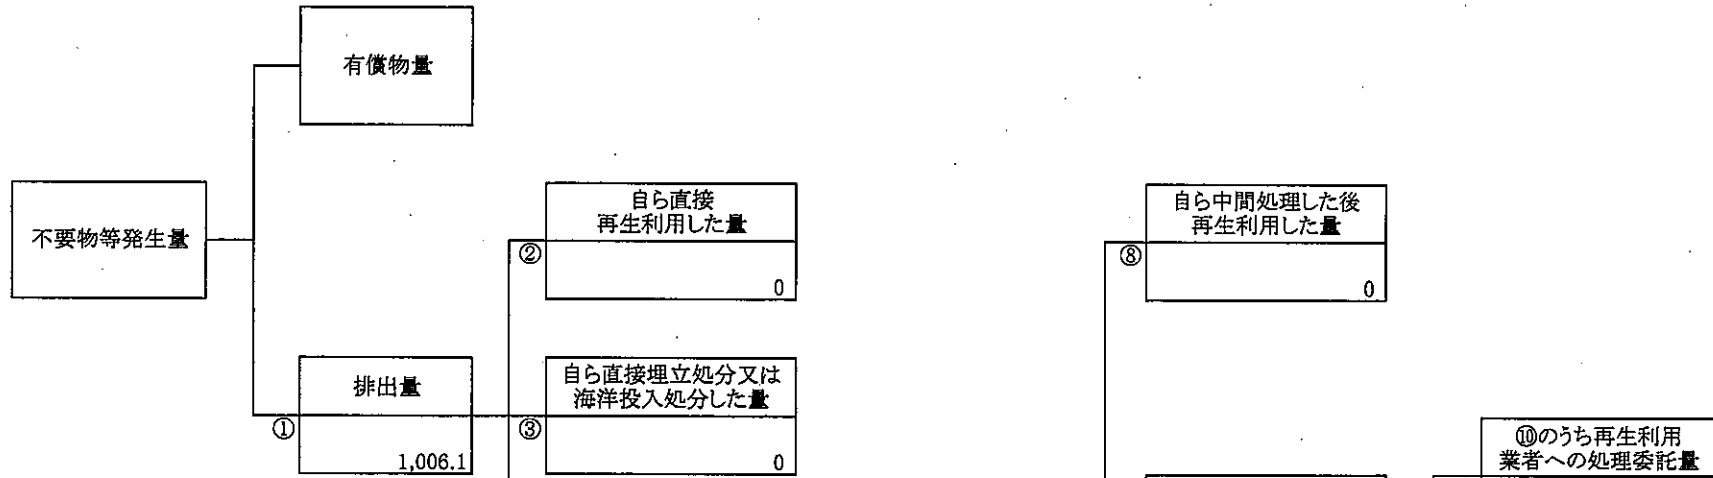 有償物量
不要物等発生量
自ら直接
再生利用した量
②
0
自ら中間処理した後
再生利用した量
⑧
0
排出量
①
1,006.1
自ら直接埋立処分又は
海洋投入処分した量
③
0
⑩のうち再生利用
業者への処理委託量